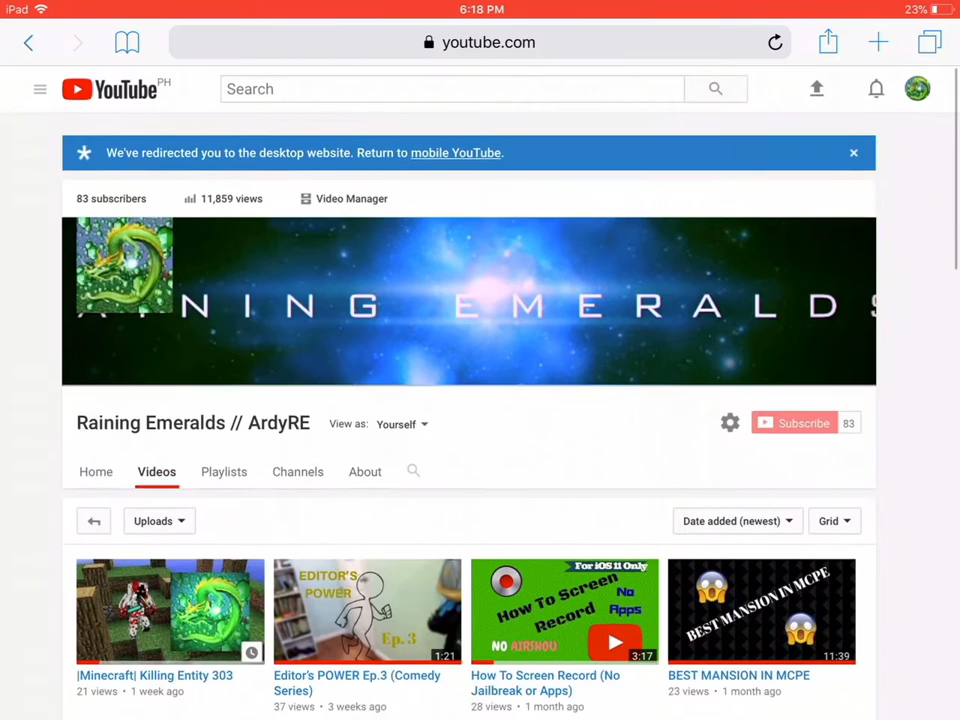 iPad 6:18 PM 23%
youtube.com
YouTube PH Search
We've redirected you to the desktop website. Return to mobile YouTube.
83 subscribers 11,859 views Video Manager
AINING EMERALDS
Raining Emeralds // ArdyRE View as: Yourself Subscribe 83
Home Videos Playlists Channels About
Uploads Date added (newest) Grid
EDITOR'S
POWER
Ep.3
1:21
For iOS 11 Only
How To Screen
Record
No
Apps
NO AIRSHOU
3:17
BEST MANSION IN MCPE
11:39
|Minecraft| Killing Entity 303
21 views • 1 week ago
Editor's POWER Ep.3 (Comedy
Series)
37 views • 3 weeks ago
How To Screen Record (No
Jailbreak or Apps)
28 views • 1 month ago
BEST MANSION IN MCPE
23 views • 1 month ago